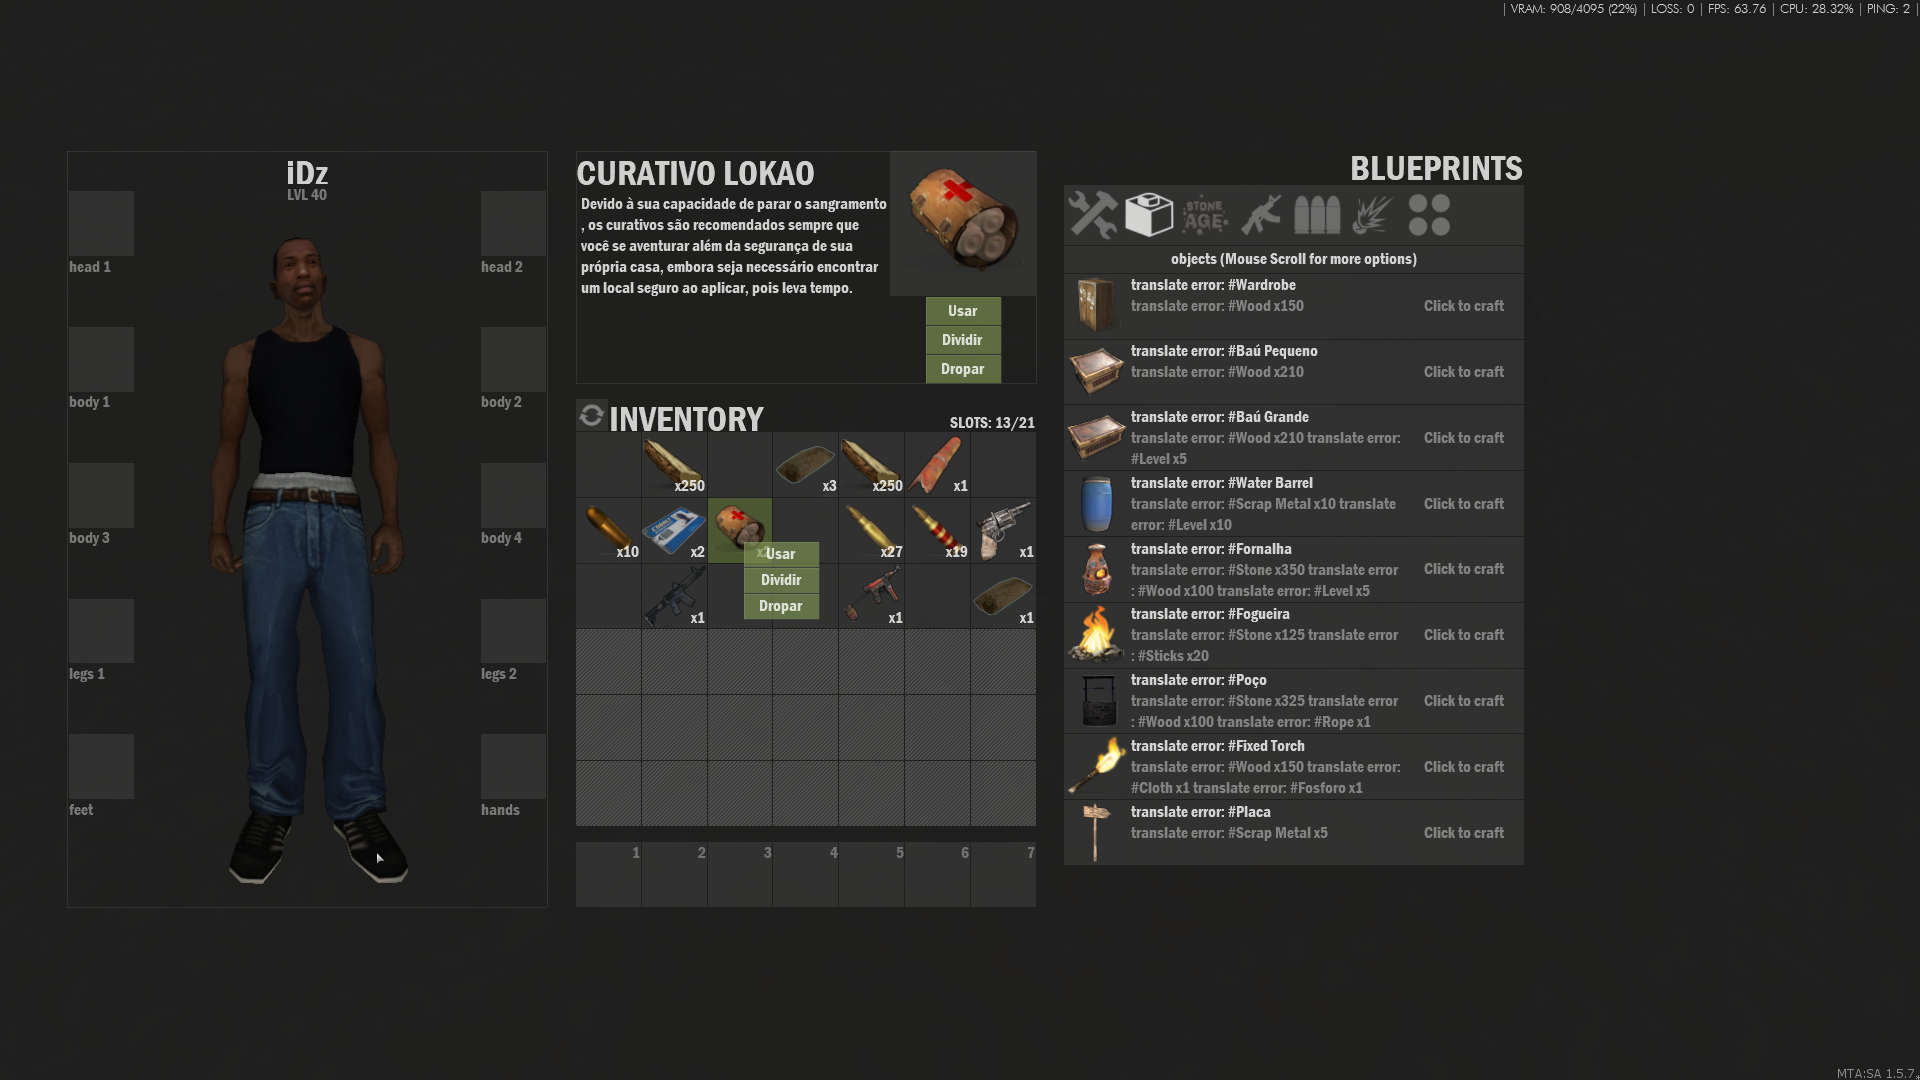 | VRAM: 908/4095 (22%) | LOSS: 0 | FPS: 63.76 | CPU: 28.32% | PING: 2 |
iDz
LVL 40
head 1
head 2
body 1
body 2
body 3
body 4
legs 1
legs 2
feet
hands
CURATIVO LOKAO
Devido à sua capacidade de parar o sangramento
, os curativos são recomendados sempre que
você se aventurar além da segurança de sua
própria casa, embora seja necessário encontrar
um local seguro ao aplicar, pois leva tempo.
Usar
Dividir
Dropar
INVENTORY
SLOTS: 13/21
x250
x3
x250
x1
x10
x2
x27
x19
x1
Usar
Dividir
Dropar
x1
x1
x1
1
2
3
4
5
6
7
BLUEPRINTS
STONE
AGE
objects (Mouse Scroll for more options)
translate error: #Wardrobe
translate error: #Wood x150
Click to craft
translate error: #Baú Pequeno
translate error: #Wood x210
Click to craft
translate error: #Baú Grande
translate error: #Wood x210 translate error:
#Level x5
Click to craft
translate error: #Water Barrel
translate error: #Scrap Metal x10 translate
error: #Level x10
Click to craft
translate error: #Fornalha
translate error: #Stone x350 translate error
: #Wood x100 translate error: #Level x5
Click to craft
translate error: #Fogueira
translate error: #Stone x125 translate error
: #Sticks x20
Click to craft
translate error: #Poço
translate error: #Stone x325 translate error
: #Wood x100 translate error: #Rope x1
Click to craft
translate error: #Fixed Torch
translate error: #Wood x150 translate error:
#Cloth x1 translate error: #Fosforo x1
Click to craft
translate error: #Placa
translate error: #Scrap Metal x5
Click to craft
MTA:SA 1.5.7